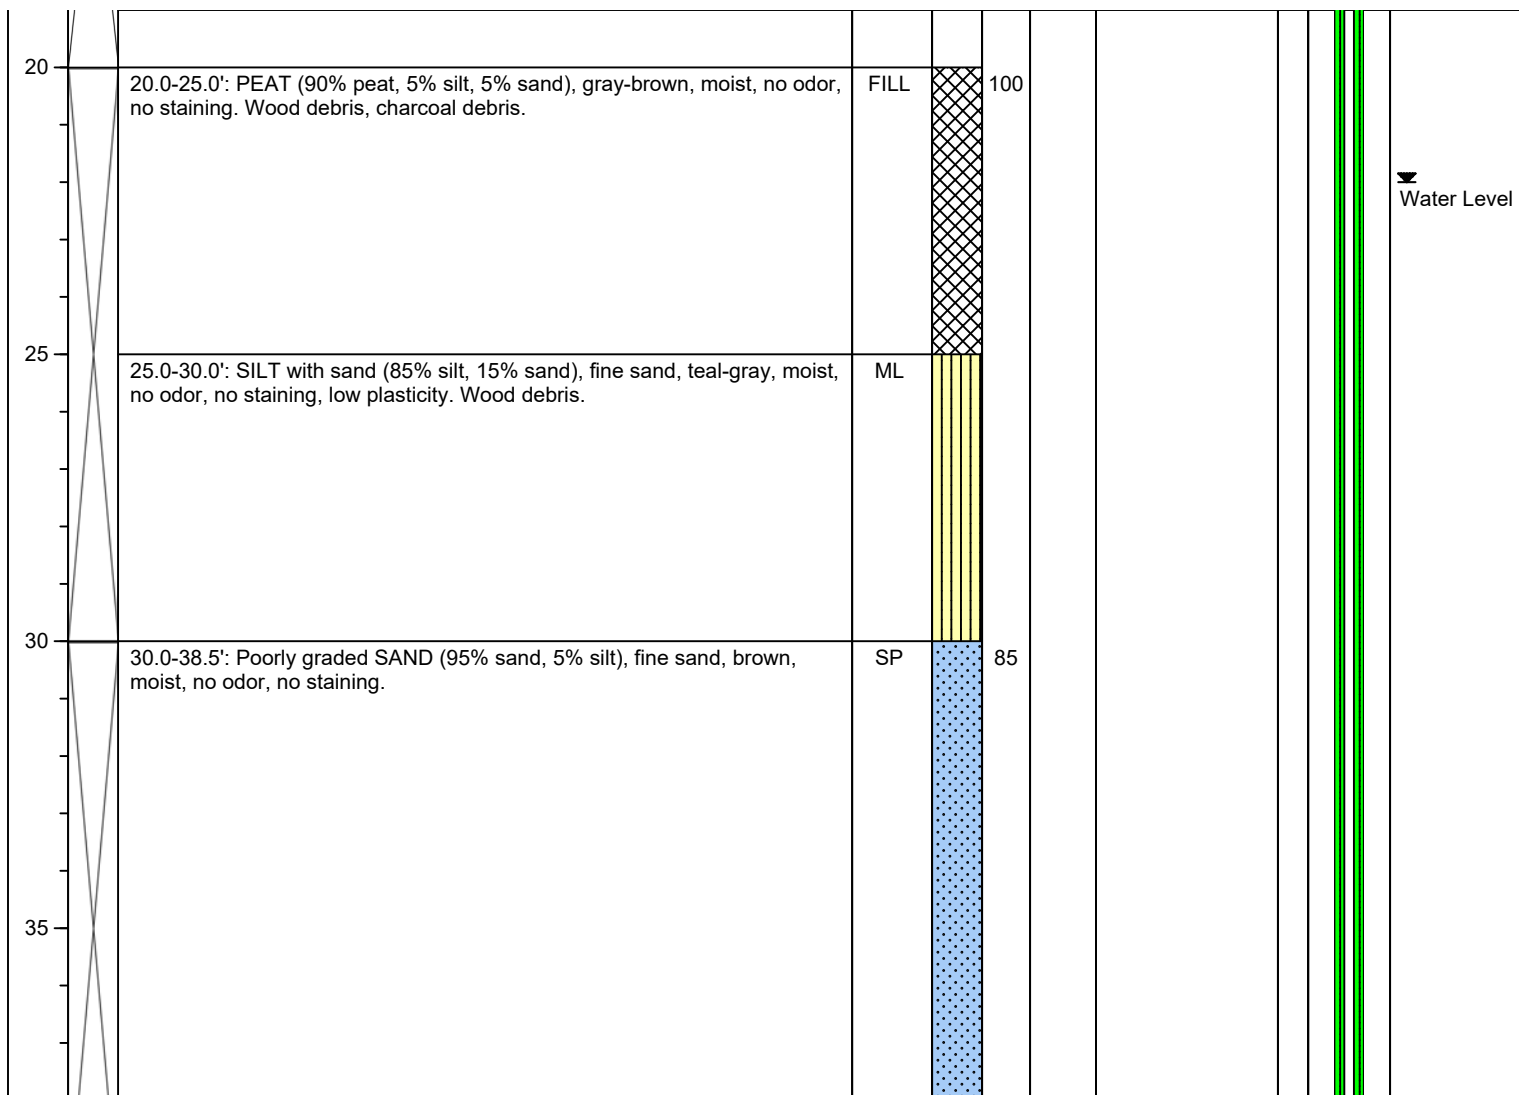 20
20.0-25.0': PEAT (90% peat, 5% silt, 5% sand), gray-brown, moist, no odor,
no staining. Wood debris, charcoal debris.
FILL
100
Water Level
25
25.0-30.0': SILT with sand (85% silt, 15% sand), fine sand, teal-gray, moist,
no odor, no staining, low plasticity. Wood debris.
ML
30
30.0-38.5': Poorly graded SAND (95% sand, 5% silt), fine sand, brown,
moist, no odor, no staining.
SP
85
35